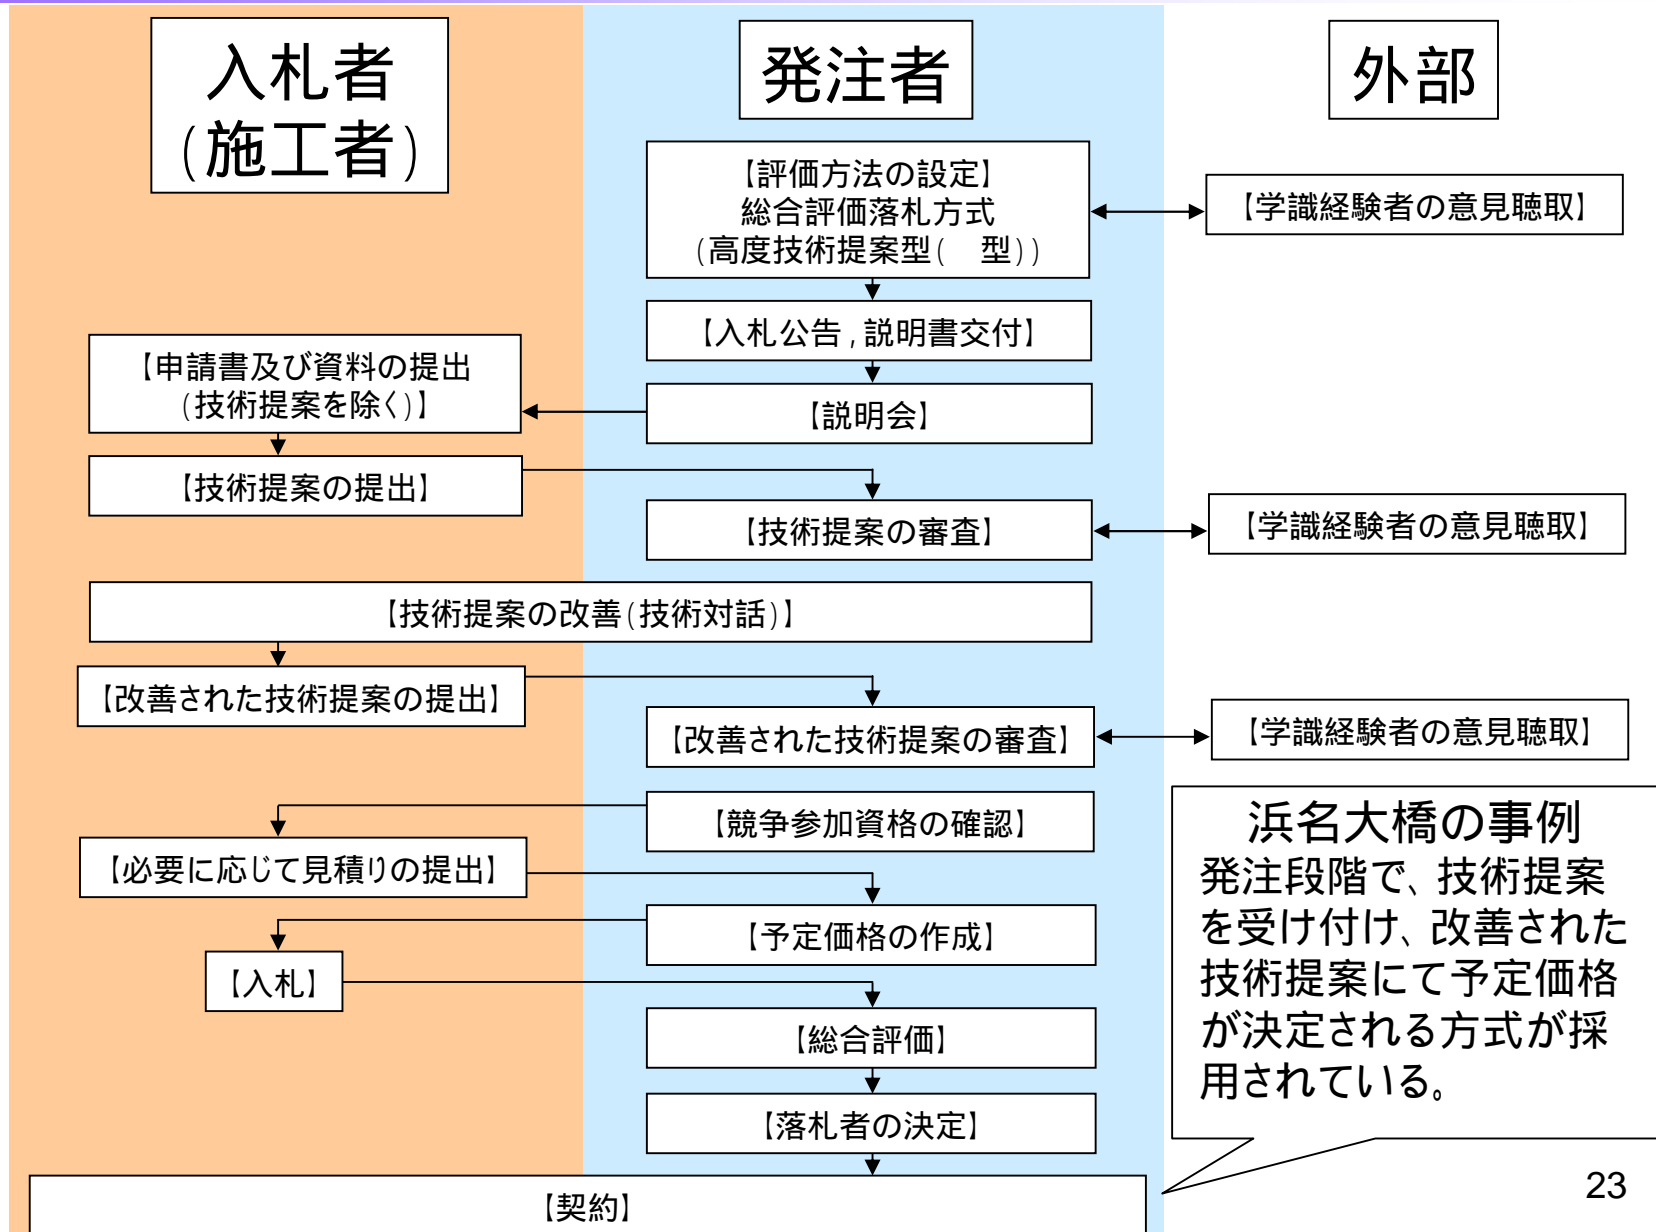 入札者
(施工者)
発注者
外部
【評価方法の設定】
総合評価落札方式
(高度技術提案型( 型))
【学識経験者の意見聴取】
【入札公告,説明書交付】
【申請書及び資料の提出
(技術提案を除く)】
【説明会】
【技術提案の提出】
【技術提案の審査】
【学識経験者の意見聴取】
【技術提案の改善(技術対話)】
【改善された技術提案の提出】
【改善された技術提案の審査】
【学識経験者の意見聴取】
【競争参加資格の確認】
【必要に応じて見積りの提出】
【予定価格の作成】
【入札】
【総合評価】
【落札者の決定】
【契約】
浜名大橋の事例
発注段階で、技術提案
を受け付け、改善された
技術提案にて予定価格
が決定される方式が採
用されている。
23